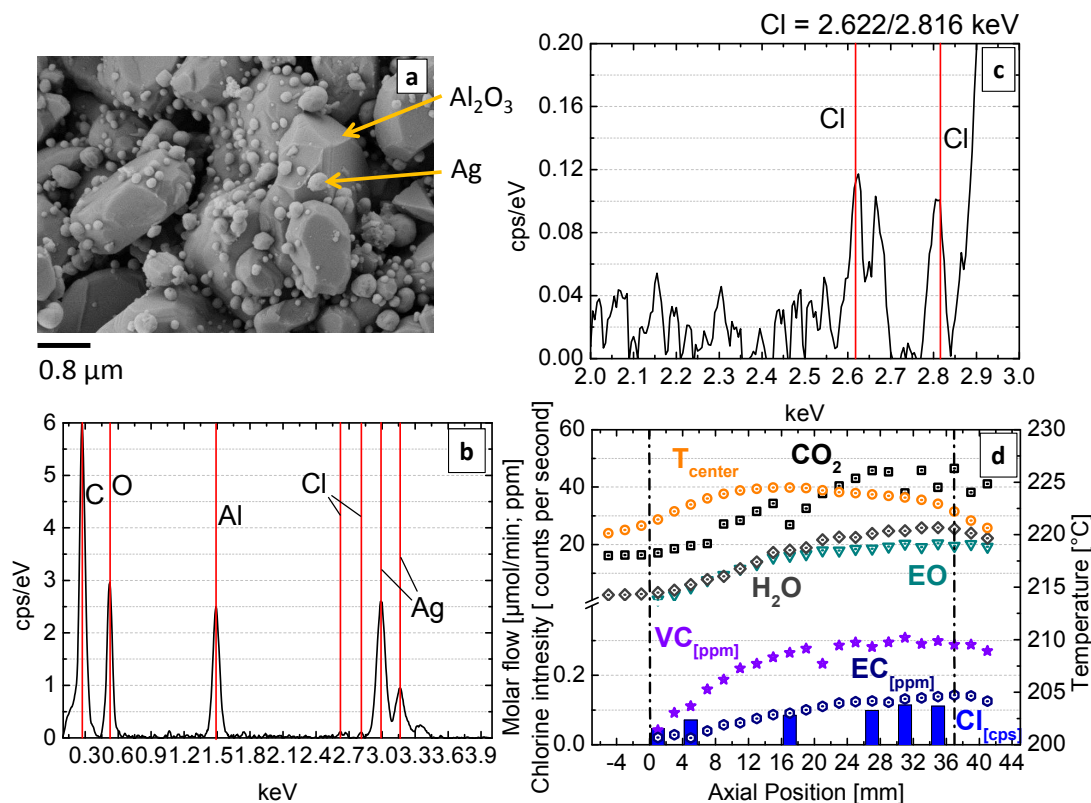 a
Al₂O₃
Ag
0.8 µm
Cl = 2.622/2.816 keV
c
Cl
Cl
cps/eV
0.20
0.16
0.12
0.08
0.04
0.00
2.0 2.1 2.2 2.3 2.4 2.5 2.6 2.7 2.8 2.9 3.0
keV
b
C
O
Al
Cl
Ag
cps/eV
6
5
4
3
2
1
0
0.30.60.91.21.51.82.12.42.73.03.33.63.9
keV
d
Molar flow [µmol/min; ppm]
Chlorine intnesity [ counts per second]
60
40
20
0.2
0.0
T center
CO₂
H₂O
EO
VC [ppm]
EC [ppm]
Cl [cps]
Temperature [°C]
230
225
220
215
210
205
200
-4 0 4 8 12 16 20 24 28 32 36 40 44
Axial Position [mm]